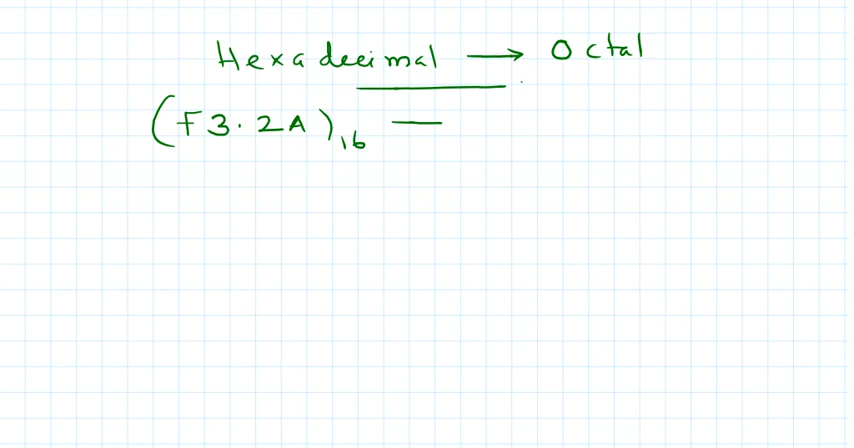 Hexadecimal → Octal
(F3.2A)₁₆ —